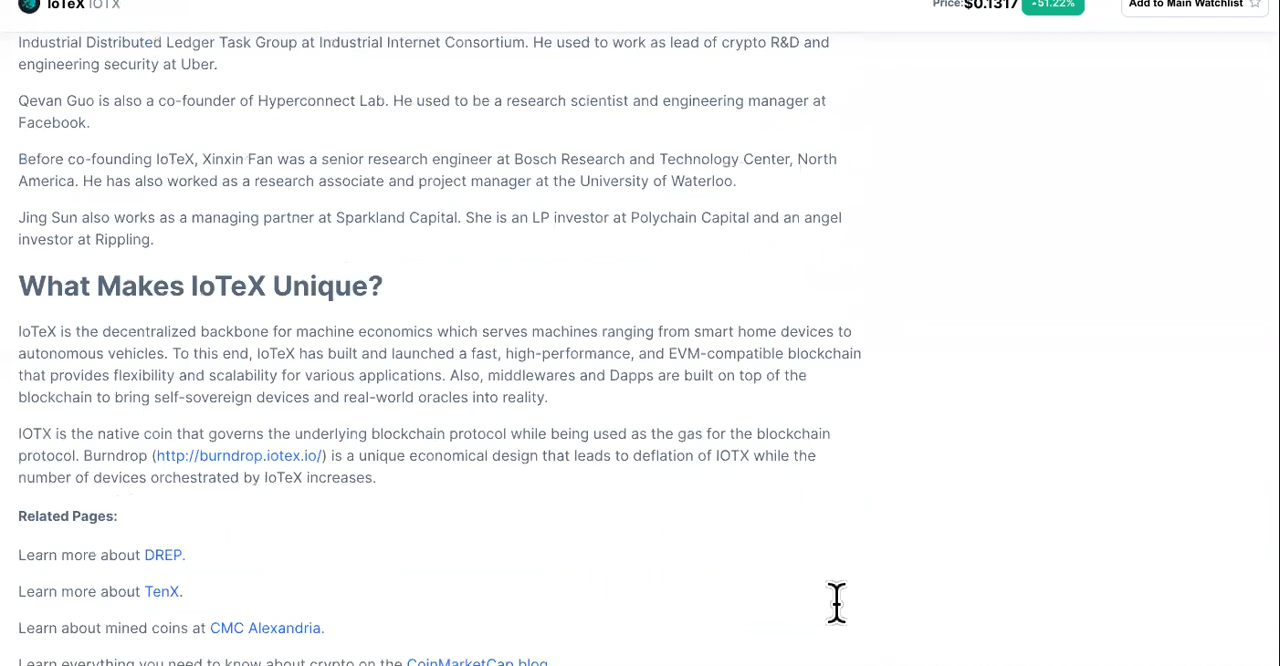 IoTeX IOTX
Price: $0.1317 51.22% Add to Main Watchlist
Industrial Distributed Ledger Task Group at Industrial Internet Consortium. He used to work as lead of crypto R&D and
engineering security at Uber.
Qevan Guo is also a co-founder of Hyperconnect Lab. He used to be a research scientist and engineering manager at
Facebook.
Before co-founding IoTeX, Xinxin Fan was a senior research engineer at Bosch Research and Technology Center, North
America. He has also worked as a research associate and project manager at the University of Waterloo.
Jing Sun also works as a managing partner at Sparkland Capital. She is an LP investor at Polychain Capital and an angel
investor at Rippling.
What Makes IoTeX Unique?
IoTeX is the decentralized backbone for machine economics which serves machines ranging from smart home devices to
autonomous vehicles. To this end, IoTeX has built and launched a fast, high-performance, and EVM-compatible blockchain
that provides flexibility and scalability for various applications. Also, middlewares and Dapps are built on top of the
blockchain to bring self-sovereign devices and real-world oracles into reality.
IOTX is the native coin that governs the underlying blockchain protocol while being used as the gas for the blockchain
protocol. Burndrop (http://burndrop.iotex.io/) is a unique economical design that leads to deflation of IOTX while the
number of devices orchestrated by IoTeX increases.
Related Pages:
Learn more about DREP.
Learn more about TenX.
Learn about mined coins at CMC Alexandria.
Learn everything you need to know about crypto on the CoinMarketCap blog